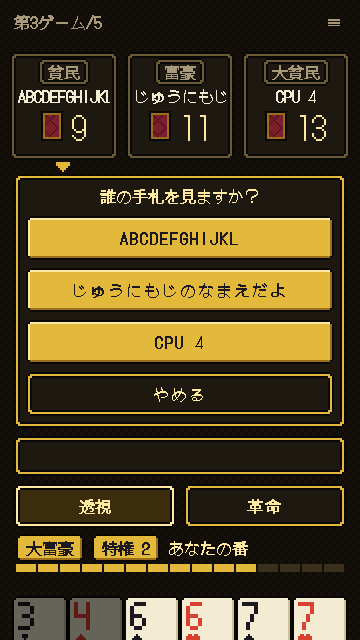 第3ゲーム/5
貧民 富豪 大貧民
ABCDEFGHIJKL じゅうにもじ CPU 4
9 11 13
誰の手札を見ますか？
ABCDEFGHIJKL
じゅうにもじのなまえだよ
CPU 4
やめる
透視 革命
大富豪 特権 2 あなたの番
3 4 6 6 7 7